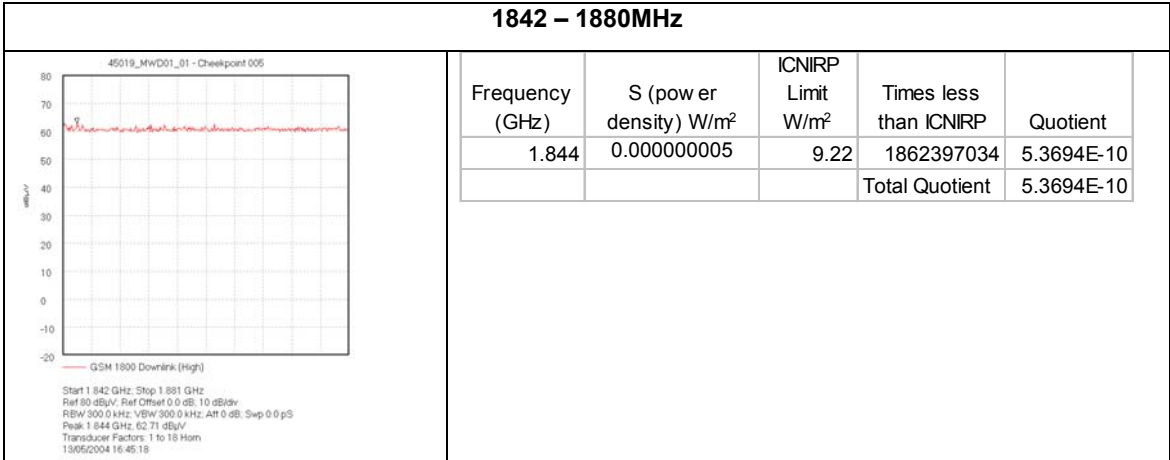 1842 – 1880MHz
45019_MWD01_01 - Cheekpoint 005
80
70
60
50
40
30
20
10
0
-10
-20
dBµV
GSM 1800 Downlink (High)
Start 1.842 GHz; Stop 1.881 GHz
Ref 80 dBµV; Ref Offset 0.0 dB; 10 dB/div
RBW 300.0 kHz; VBW 300.0 kHz; Att 0 dB; Swp 0.0 pS
Peak 1.844 GHz, 62.71 dBµV
Transducer Factors: 1 to 18 Horn
13/05/2004 16:45:18
Frequency (GHz) S (pow er density) W/m² ICNIRP Limit W/m² Times less than ICNIRP Quotient
1.844 0.000000005 9.22 1862397034 5.3694E-10
Total Quotient 5.3694E-10